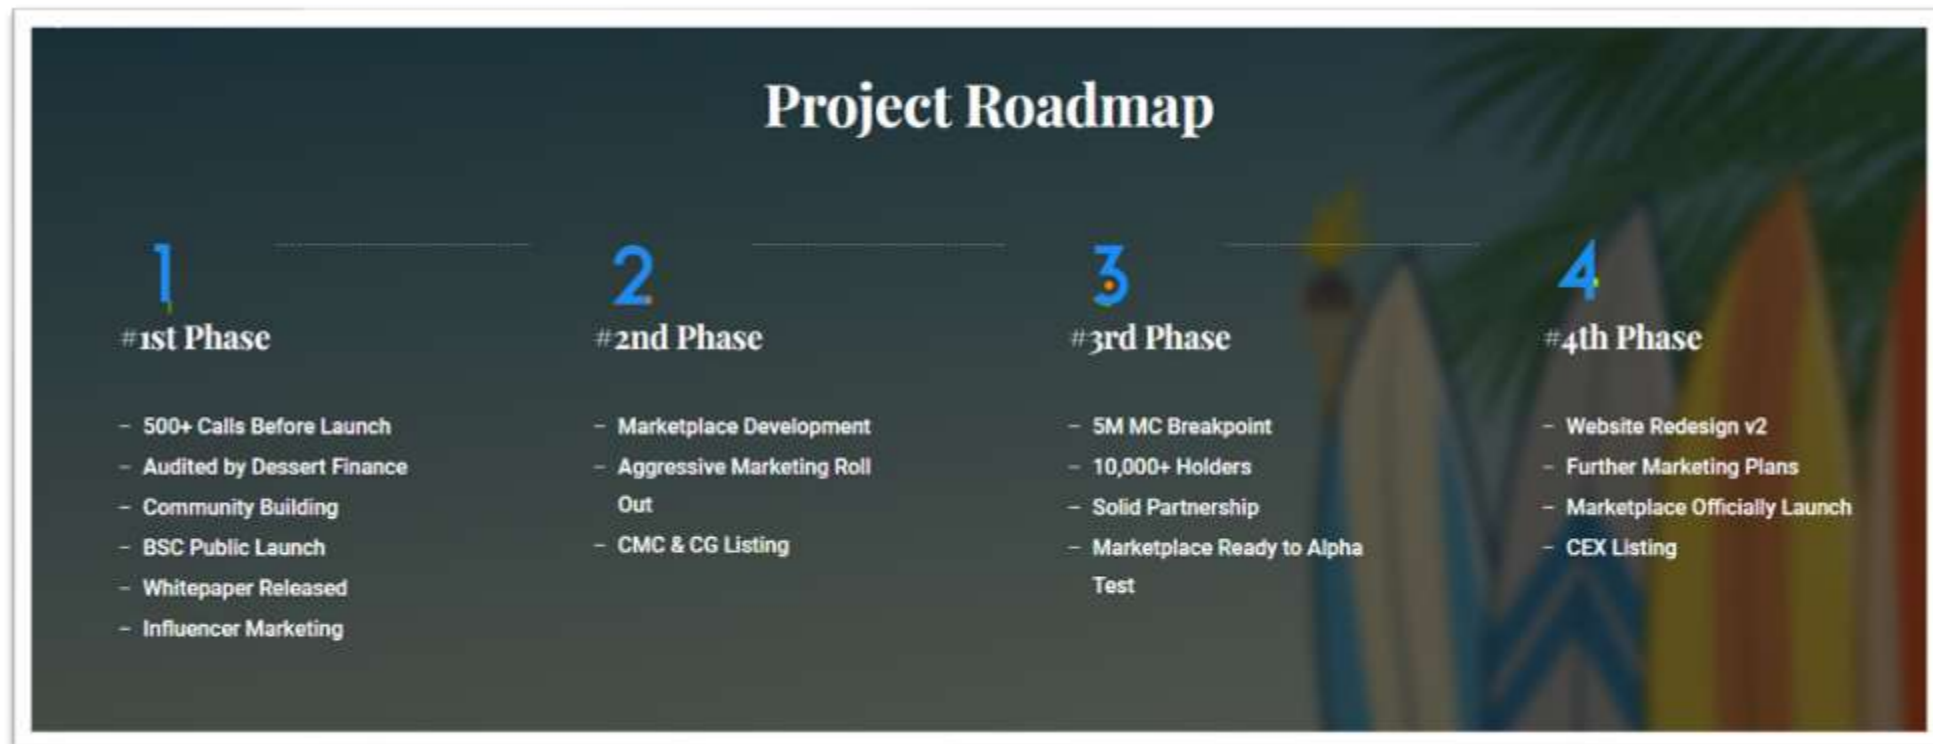 Project Roadmap
1
#1st Phase
– 500+ Calls Before Launch
– Audited by Dessert Finance
– Community Building
– BSC Public Launch
– Whitepaper Released
– Influencer Marketing
2
#2nd Phase
– Marketplace Development
– Aggressive Marketing Roll
Out
– CMC & CG Listing
3
#3rd Phase
– 5M MC Breakpoint
– 10,000+ Holders
– Solid Partnership
– Marketplace Ready to Alpha
Test
4
#4th Phase
– Website Redesign v2
– Further Marketing Plans
– Marketplace Officially Launch
– CEX Listing